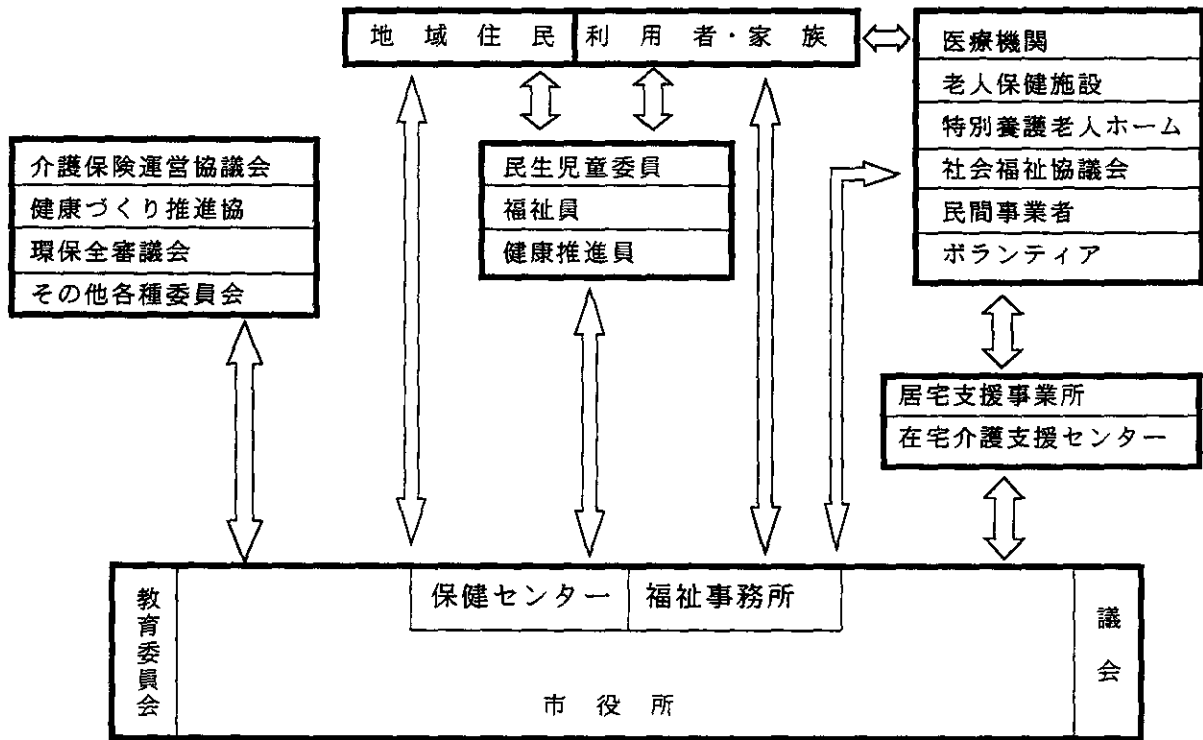 地域住民
利用者・家族
医療機関
老人保健施設
特別養護老人ホーム
社会福祉協議会
民間事業者
ボランティア
介護保険運営協議会
健康づくり推進協
環保全審議会
その他各種委員会
民生児童委員
福祉員
健康推進員
居宅支援事業所
在宅介護支援センター
教育委員会
保健センター
福祉事務所
議会
市役所